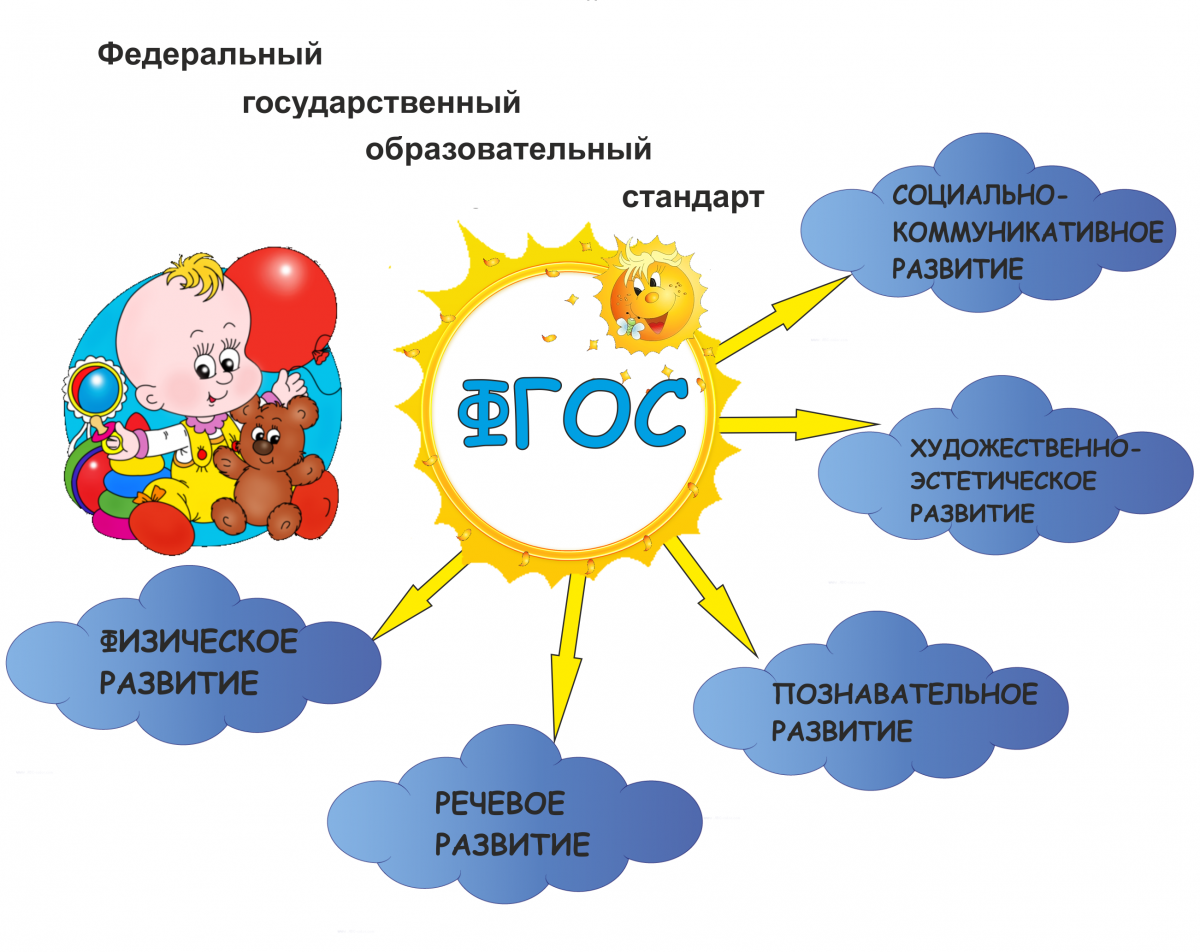 Федеральный
государственный
образовательный
стандарт
СОЦИАЛЬНО-
КОММУНИКАТИВНОЕ
РАЗВИТИЕ
ФГОС
ХУДОЖЕСТВЕННО-
ЭСТЕТИЧЕСКОЕ
РАЗВИТИЕ
ФИЗИЧЕСКОЕ
РАЗВИТИЕ
ПОЗНАВАТЕЛЬНОЕ
РАЗВИТИЕ
РЕЧЕВОЕ
РАЗВИТИЕ